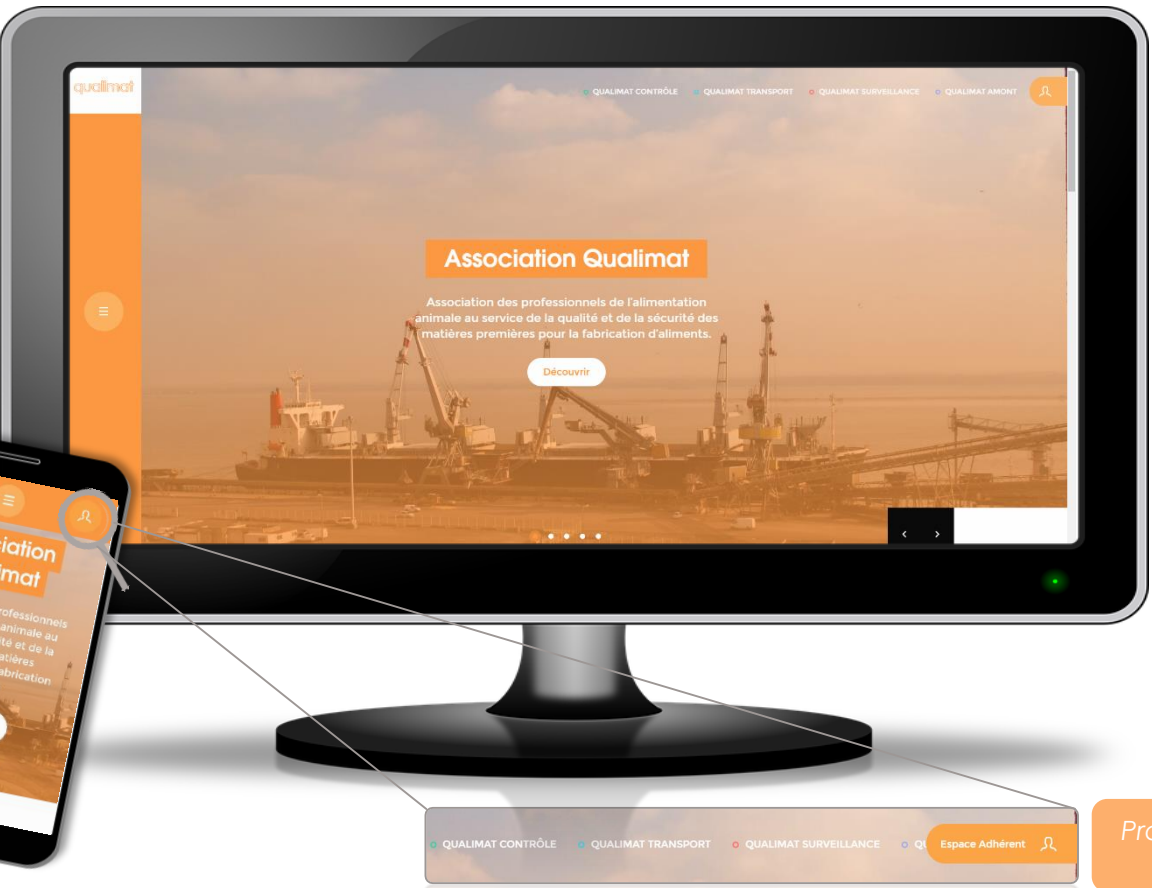 qualimat
QUALIMAT CONTRÔLE QUALIMAT TRANSPORT QUALIMAT SURVEILLANCE QUALIMAT AMONT
Association Qualimat
Association des professionnels de l'alimentation
animale au service de la qualité et de la sécurité des
matières premières pour la fabrication d'aliments.
Découvrir
ciation
imat
rofessionnels
animale au
ité et de la
atières
abrication
QUALIMAT CONTRÔLE QUALIMAT TRANSPORT QUALIMAT SURVEILLANCE QU
Espace Adhérent
Pro